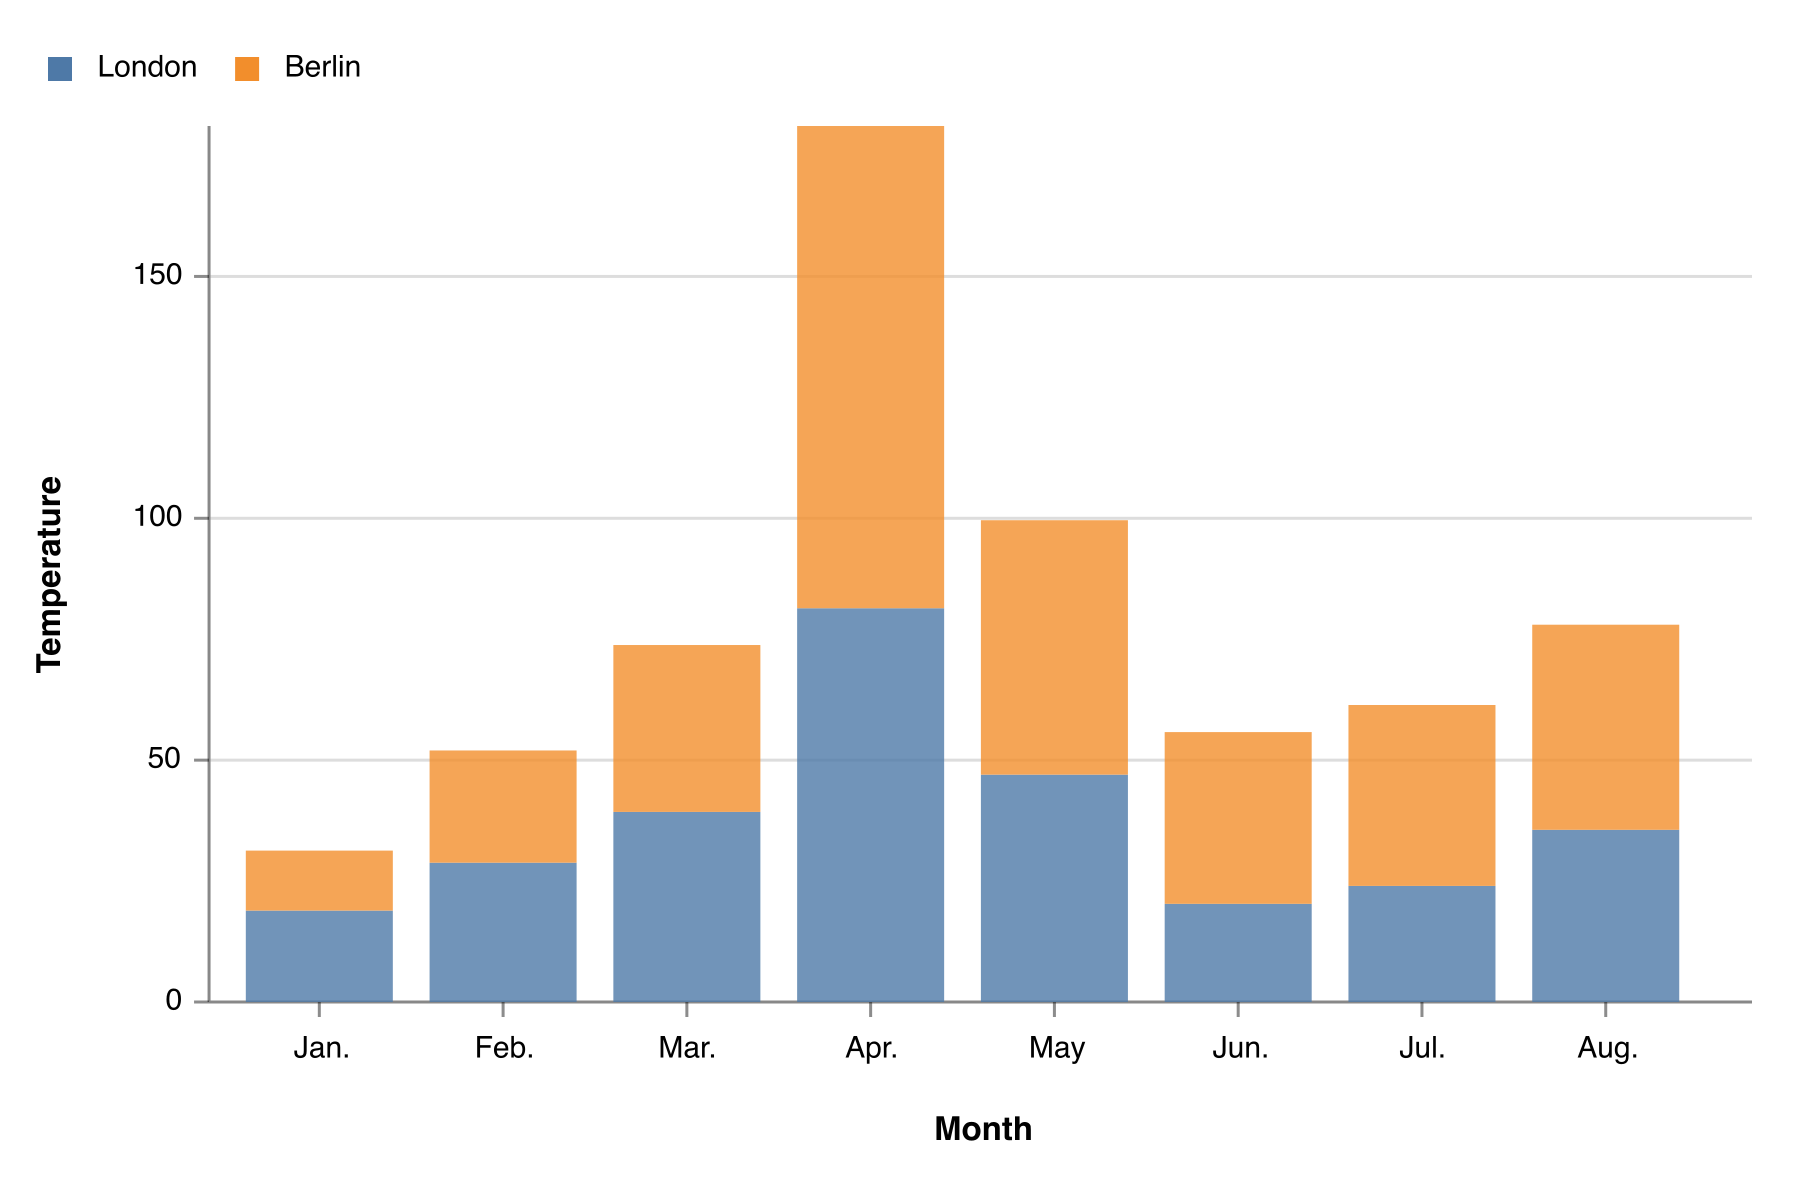 London Berlin
150
100
50
0
Temperature
Jan. Feb. Mar. Apr. May Jun. Jul. Aug.
Month